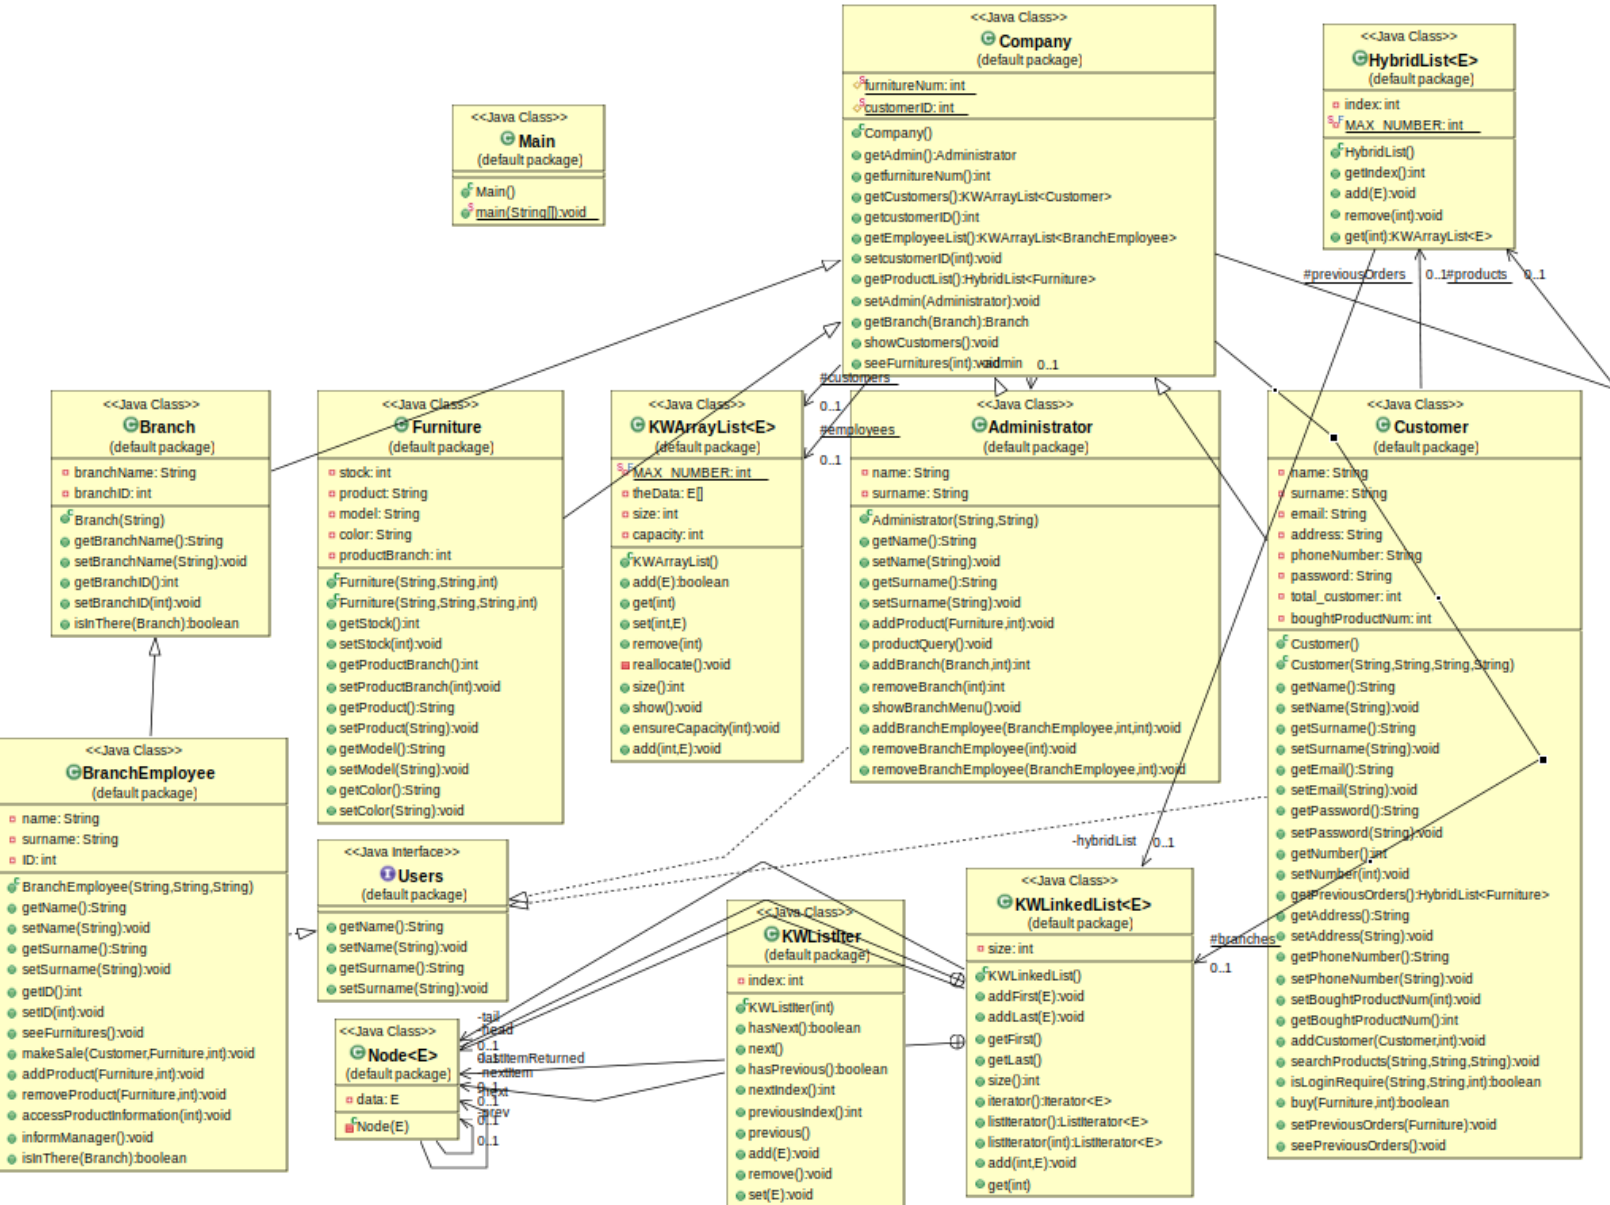 <<Java Class>>
Main
(default package)
Main()
main(String[]):void
<<Java Class>>
Company
(default package)
furnitureNum: int
customerID: int
Company()
getAdmin():Administrator
getfurnitureNum():int
getCustomers():KWArrayList<Customer>
getcustomerID():int
getEmployeeList():KWArrayList<BranchEmployee>
setcustomerID(int):void
getProductList():HybridList<Furniture>
setAdmin(Administrator):void
getBranch(Branch):Branch
showCustomers():void
seeFurnitures(int):void
-admin
0..1
<<Java Class>>
HybridList<E>
(default package)
index: int
MAX_NUMBER: int
HybridList()
getIndex():int
add(E):void
remove(int):void
get(int):KWArrayList<E>
#previousOrders
0..1
#products
0..1
#customers
0..1
#employees
0..1
<<Java Class>>
Branch
(default package)
branchName: String
branchID: int
Branch(String)
getBranchName():String
setBranchName(String):void
getBranchID():int
setBranchID(int):void
isInThere(Branch):boolean
<<Java Class>>
Furniture
(default package)
stock: int
product: String
model: String
color: String
productBranch: int
Furniture(String,String,int)
Furniture(String,String,String,int)
getStock():int
setStock(int):void
getProductBranch():int
setProductBranch(int):void
getProduct():String
setProduct(String):void
getModel():String
setModel(String):void
getColor():String
setColor(String):void
<<Java Class>>
KWArrayList<E>
(default package)
MAX_NUMBER: int
theData: E[]
size: int
capacity: int
KWArrayList()
add(E):boolean
get(int)
set(int,E)
remove(int)
reallocate():void
size():int
show():void
ensureCapacity(int):void
add(int,E):void
<<Java Class>>
Administrator
(default package)
name: String
surname: String
Administrator(String,String)
getName():String
setName(String):void
getSurname():String
setSurname(String):void
addProduct(Furniture,int):void
productQuery():void
addBranch(Branch,int):int
removeBranch(int):int
showBranchMenu():void
addBranchEmployee(BranchEmployee,int,int):void
removeBranchEmployee(int):void
removeBranchEmployee(BranchEmployee,int):void
<<Java Class>>
Customer
(default package)
name: String
surname: String
email: String
address: String
phoneNumber: String
password: String
total_customer: int
boughtProductNum: int
Customer()
Customer(String,String,String,String)
getName():String
setName(String):void
getSurname():String
setSurname(String):void
getEmail():String
setEmail(String):void
getPassword():String
setPassword(String):void
getNumber():int
setNumber(int):void
getPreviousOrders():HybridList<Furniture>
getAddress():String
setAddress(String):void
getPhoneNumber():String
setPhoneNumber(String):void
setBoughtProductNum(int):void
getBoughtProductNum():int
addCustomer(Customer,int):void
searchProducts(String,String,String):void
isLoginRequire(String,String,int):boolean
buy(Furniture,int):boolean
setPreviousOrders(Furniture):void
seePreviousOrders():void
<<Java Class>>
BranchEmployee
(default package)
name: String
surname: String
ID: int
BranchEmployee(String,String,String)
getName():String
setName(String):void
getSurname():String
setSurname(String):void
getID():int
setID(int):void
seeFurnitures():void
makeSale(Customer,Furniture,int):void
addProduct(Furniture,int):void
removeProduct(Furniture,int):void
accessProductInformation(int):void
informManager():void
isInThere(Branch):boolean
<<Java Interface>>
Users
(default package)
getName():String
setName(String):void
getSurname():String
setSurname(String):void
<<Java Class>>
Node<E>
(default package)
data: E
Node(E)
-tail
-head
0..1
0..1
-lastItemReturned
-nextItem
0..1
-next
0..1
-prev
0..1
0..1
<<Java Class>>
KWListIter
(default package)
index: int
KWListIter(int)
hasNext():boolean
next()
hasPrevious():boolean
nextIndex():int
previousIndex():int
previous()
add(E):void
remove():void
set(E):void
-hybridList
0..1
<<Java Class>>
KWLinkedList<E>
(default package)
size: int
KWLinkedList()
addFirst(E):void
addLast(E):void
getFirst()
getLast()
size():int
iterator():Iterator<E>
listIterator():ListIterator<E>
listIterator(int):ListIterator<E>
add(int,E):void
get(int)
#branches
0..1